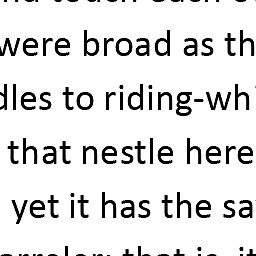 were broad as th
dles to riding-wh
that nestle here
yet it has the sa